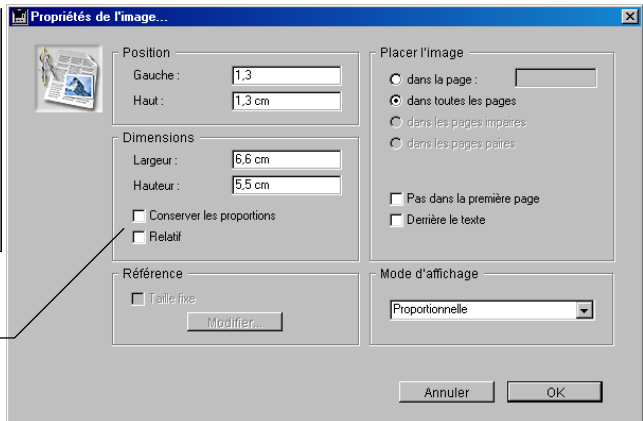 Propriétés de l'image...
Position
Gauche :
1,3
Haut :
1,3 cm
Dimensions
Largeur :
6,6 cm
Hauteur :
5,5 cm
Conserver les proportions
Relatif
Référence
Taille fixe
Modifier...
Placer l'image
dans la page :
dans toutes les pages
dans les pages impaires
dans les pages paires
Pas dans la première page
Derrière le texte
Mode d'affichage
Proportionnelle
Annuler
OK